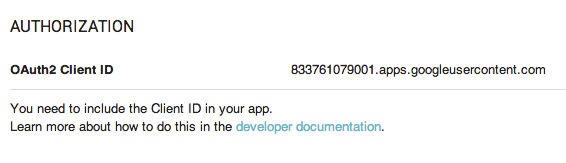 AUTHORIZATION
OAuth2 Client ID 833761079001.apps.googleusercontent.com
You need to include the Client ID in your app.
Learn more about how to do this in the developer documentation.